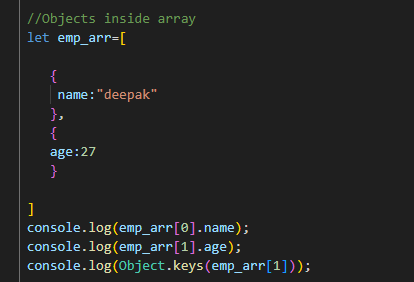 //Objects inside array
let emp_arr=[
{
name:"deepak"
},
{
age:27
}
]
console.log(emp_arr[0].name);
console.log(emp_arr[1].age);
console.log(Object.keys(emp_arr[1]));